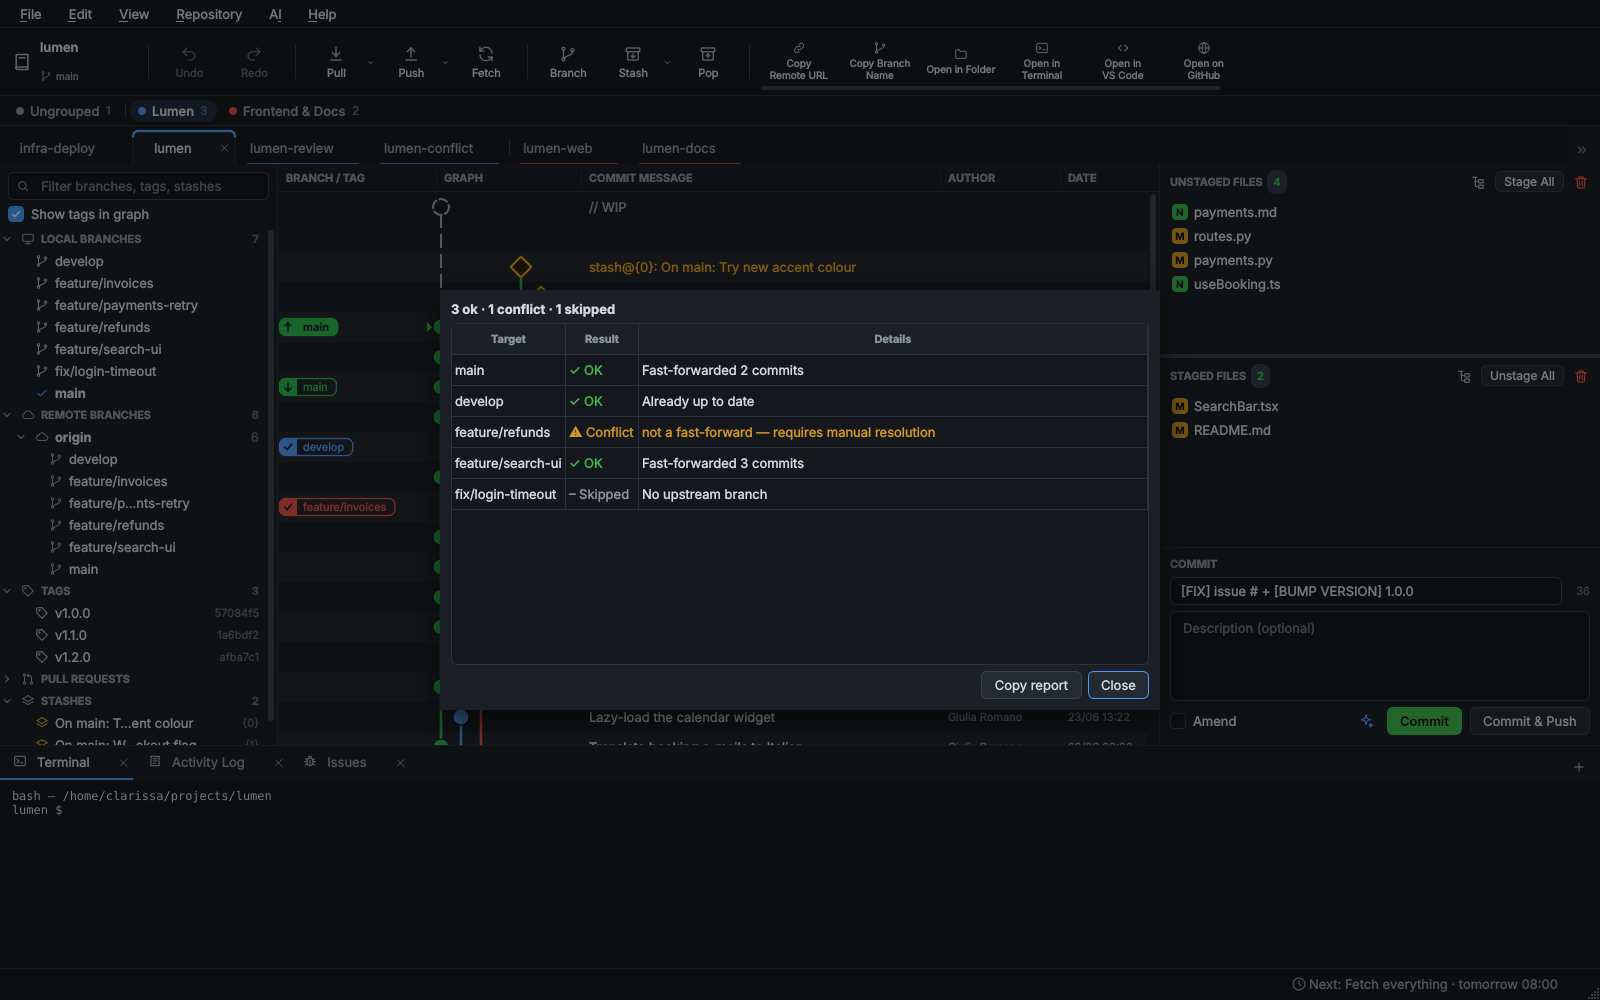 File Edit View Repository AI Help
lumen
main
Undo Redo Pull Push Fetch Branch Stash Pop
Copy Remote URL
Copy Branch Name
Open in Folder
Open in Terminal
Open in VS Code
Open on GitHub
Ungrouped 1 Lumen 3 Frontend & Docs 2
infra-deploy lumen lumen-review lumen-conflict lumen-web lumen-docs
Filter branches, tags, stashes
Show tags in graph
LOCAL BRANCHES 7
develop
feature/invoices
feature/payments-retry
feature/refunds
feature/search-ui
fix/login-timeout
main
REMOTE BRANCHES 6
origin 6
develop
feature/invoices
feature/p...nts-retry
feature/refunds
feature/search-ui
main
TAGS 3
v1.0.0 57084f5
v1.1.0 1a6bdf2
v1.2.0 afba7c1
PULL REQUESTS
STASHES 2
On main: T...ent colour {0}
On main: W...ckout flag {1}
BRANCH / TAG GRAPH COMMIT MESSAGE AUTHOR DATE
// WIP
stash@{0}: On main: Try new accent colour
main
main
develop
feature/invoices
3 ok · 1 conflict · 1 skipped
Target Result Details
main ✓ OK Fast-forwarded 2 commits
develop ✓ OK Already up to date
feature/refunds ⚠ Conflict not a fast-forward — requires manual resolution
feature/search-ui ✓ OK Fast-forwarded 3 commits
fix/login-timeout – Skipped No upstream branch
Copy report Close
Lazy-load the calendar widget Giulia Romano 23/06 13:22
UNSTAGED FILES 4 Stage All
N payments.md
M routes.py
M payments.py
N useBooking.ts
STAGED FILES 2 Unstage All
M SearchBar.tsx
M README.md
COMMIT
[FIX] issue # + [BUMP VERSION] 1.0.0 36
Description (optional)
Amend Commit Commit & Push
Terminal Activity Log Issues
bash — /home/clarissa/projects/lumen
lumen $
Next: Fetch everything · tomorrow 08:00